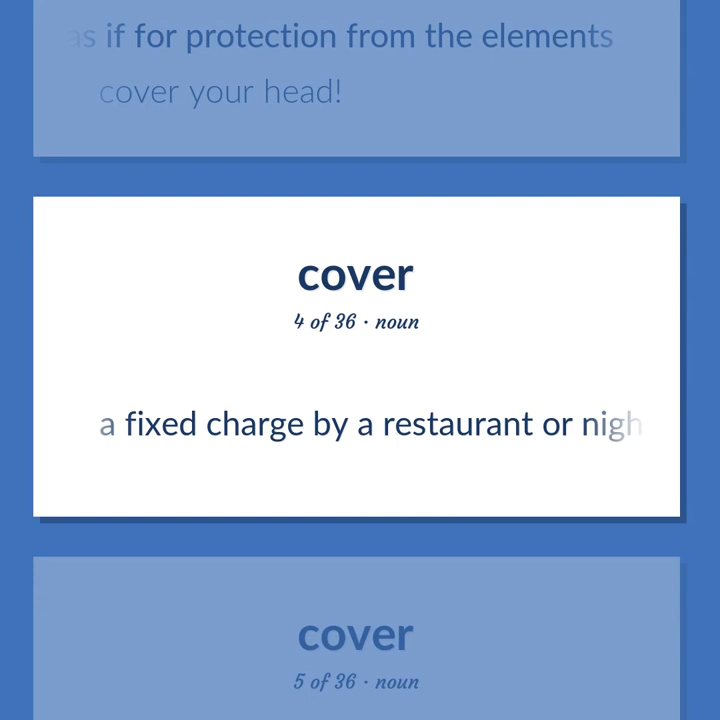 as if for protection from the elements
cover your head!
cover
4 of 36 · noun
a fixed charge by a restaurant or nigh
cover
5 of 36 · noun